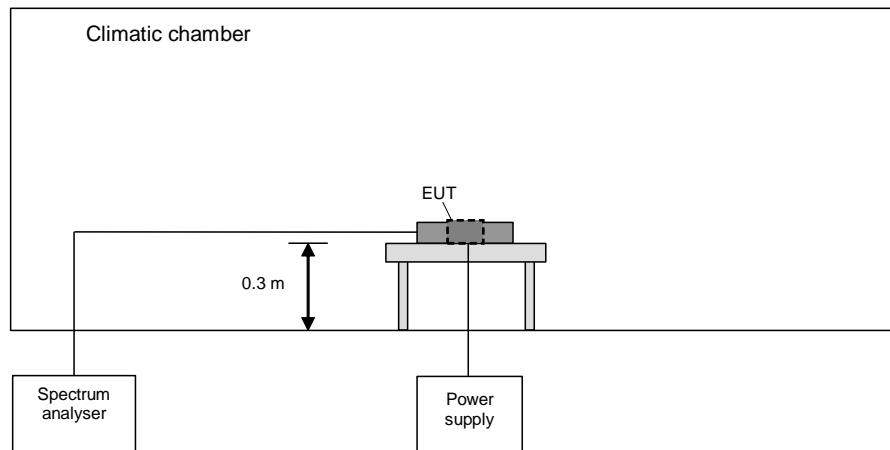 Climatic chamber
EUT
0.3 m
Spectrum
analyser
Power
supply